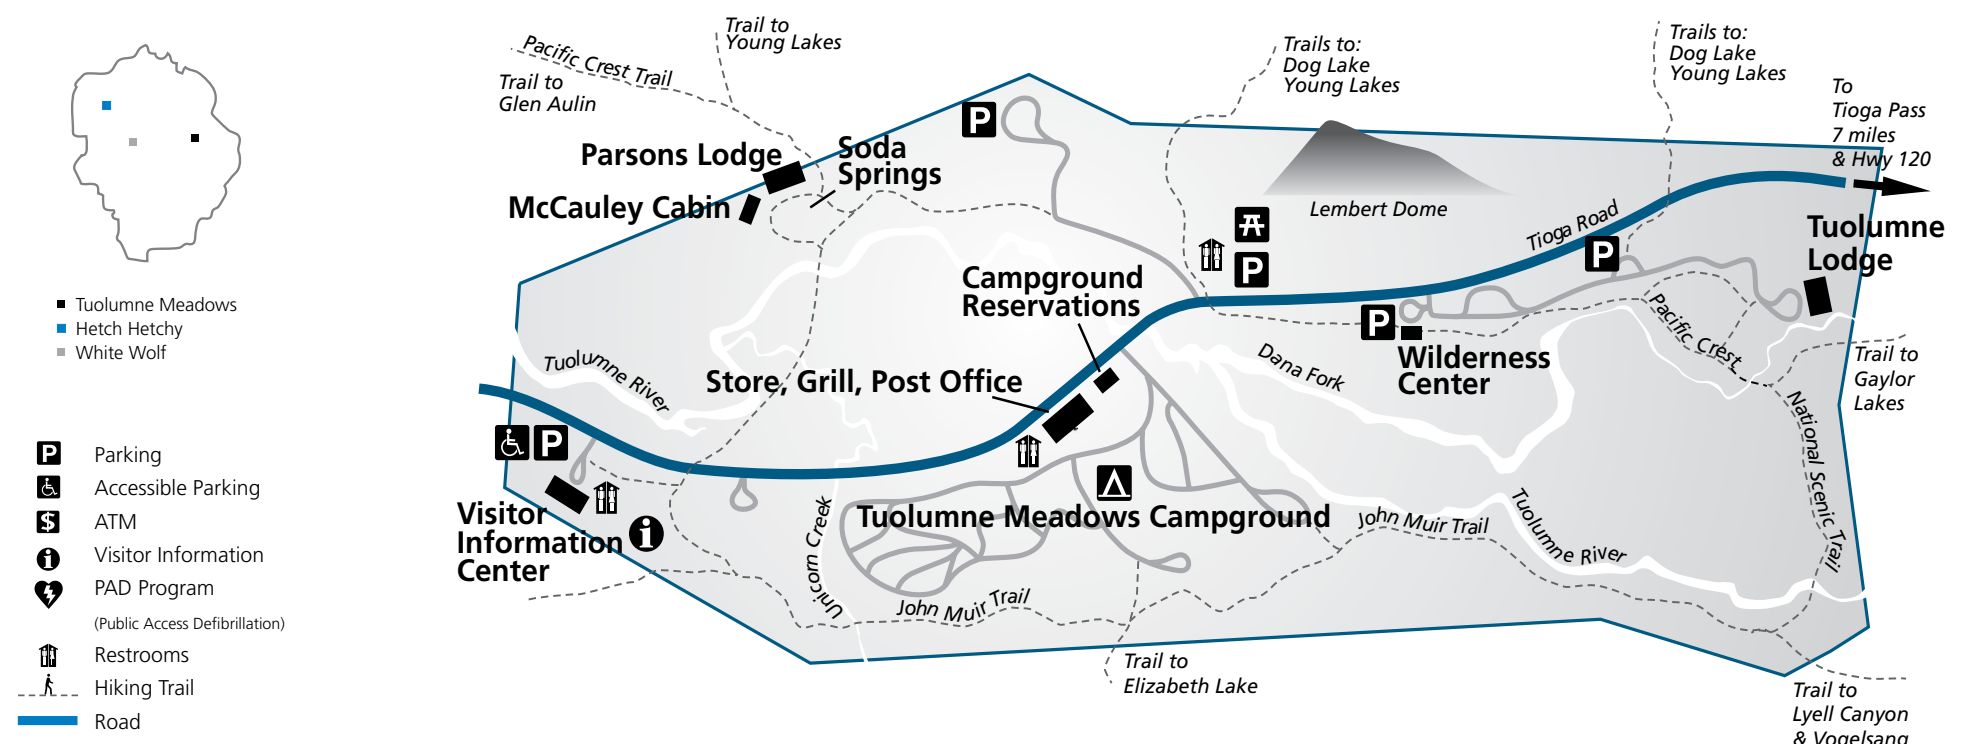 Tuolumne Meadows
Hetch Hetchy
White Wolf
P
Parking
Accessible Parking
$
ATM
i
Visitor Information
PAD Program
(Public Access Defibrillation)
Restrooms
Hiking Trail
Road
Trail to
Young Lakes
Pacific Crest Trail
Trail to
Glen Aulin
Trails to:
Dog Lake
Young Lakes
Trails to:
Dog Lake
Young Lakes
To
Tioga Pass
7 miles
& Hwy 120
P
Parsons Lodge
Soda
Springs
McCauley Cabin
Lembert Dome
Tioga Road
P
P
Tuolumne
Lodge
Campground
Reservations
P
Wilderness
Center
Pacific Crest
National Scenic Trail
Trail to
Gaylor
Lakes
Dana Fork
Tuolumne River
Store, Grill, Post Office
P
Visitor
Information
Center
i
Tuolumne Meadows Campground
Unicorn Creek
John Muir Trail
John Muir Trail
Tuolumne River
Trail to
Elizabeth Lake
Trail to
Lyell Canyon
& Vogelsang